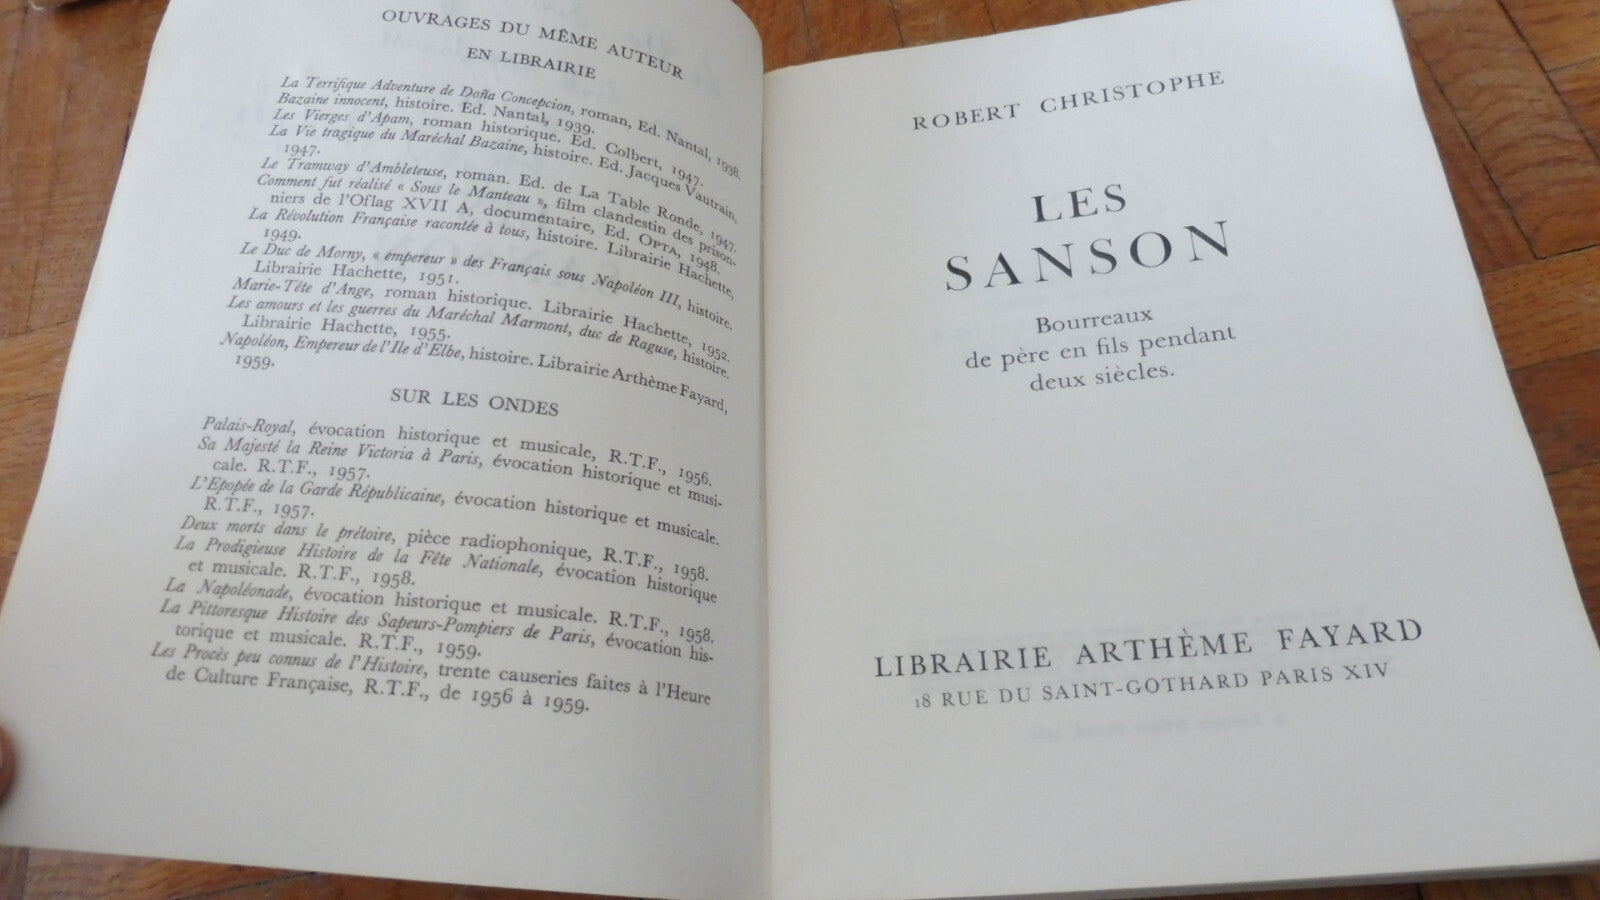 OUVRAGES DU MÊME AUTEUR
EN LIBRAIRIE
La Terrifique Adventure de Doña Concepcion, roman, Ed. Nantal, 1938.
Bazaine innocent, histoire. Ed. Nantal, 1939.
Les Vierges d'Apam, roman historique. Ed. Colbert, 1947.
La Vie tragique du Maréchal Bazaine, histoire. Ed. Jacques Vautrain,
1947.
Le Tramway d'Ambleteuse, roman. Ed. de La Table Ronde, 1947.
Comment fut réalisé « Sous le Manteau », film clandestin des prison-
niers de l'Oflag XVII A, documentaire, Ed. OPTA, 1948.
La Révolution Française racontée à tous, histoire. Librairie Hachette,
1949.
Le Duc de Morny, « empereur » des Français sous Napoléon III, histoire.
Librairie Hachette, 1951.
Marie-Tête d'Ange, roman historique. Librairie Hachette, 1952.
Les amours et les guerres du Maréchal Marmont, duc de Raguse, histoire.
Librairie Hachette, 1955.
Napoléon, Empereur de l'Ile d'Elbe, histoire. Librairie Arthème Fayard,
1959.
SUR LES ONDES
Palais-Royal, évocation historique et musicale, R.T.F., 1956.
Sa Majesté la Reine Victoria à Paris, évocation historique et musi-
cale. R.T.F., 1957.
L'Epopée de la Garde Républicaine, évocation historique et musicale.
R.T.F., 1957.
Deux morts dans le prétoire, pièce radiophonique, R.T.F., 1958.
La Prodigieuse Histoire de la Fête Nationale, évocation historique
et musicale. R.T.F., 1958.
La Napoléonade, évocation historique et musicale. R.T.F., 1958.
La Pittoresque Histoire des Sapeurs-Pompiers de Paris, évocation his-
torique et musicale. R.T.F., 1959.
Les Procès peu connus de l'Histoire, trente causeries faites à l'Heure
de Culture Française, R.T.F., de 1956 à 1959.
ROBERT CHRISTOPHE
LES
SANSON
Bourreaux
de père en fils pendant
deux siècles.
LIBRAIRIE ARTHÈME FAYARD
18 RUE DU SAINT-GOTHARD PARIS XIV